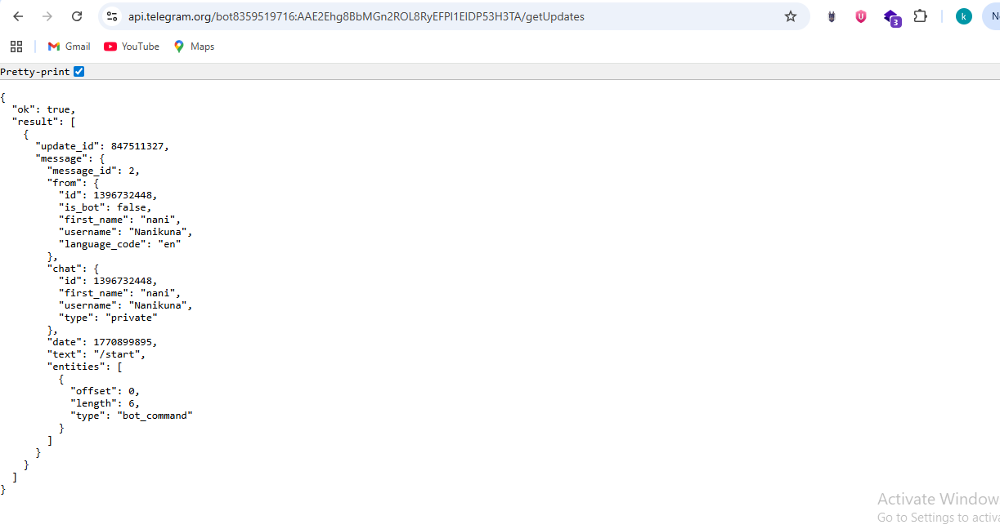 api.telegram.org/bot8359519716:AAE2Ehg8BbMGn2ROL8RyEFPI1EIDP53H3TA/getUpdates
3
k
Gmail
YouTube
Maps
Pretty-print
{
  "ok": true,
  "result": [
    {
      "update_id": 847511327,
      "message": {
        "message_id": 2,
        "from": {
          "id": 1396732448,
          "is_bot": false,
          "first_name": "nani",
          "username": "Nanikuna",
          "language_code": "en"
        },
        "chat": {
          "id": 1396732448,
          "first_name": "nani",
          "username": "Nanikuna",
          "type": "private"
        },
        "date": 1770899895,
        "text": "/start",
        "entities": [
          {
            "offset": 0,
            "length": 6,
            "type": "bot_command"
          }
        ]
      }
    }
  ]
}
Activate Window
Go to Settings to activa